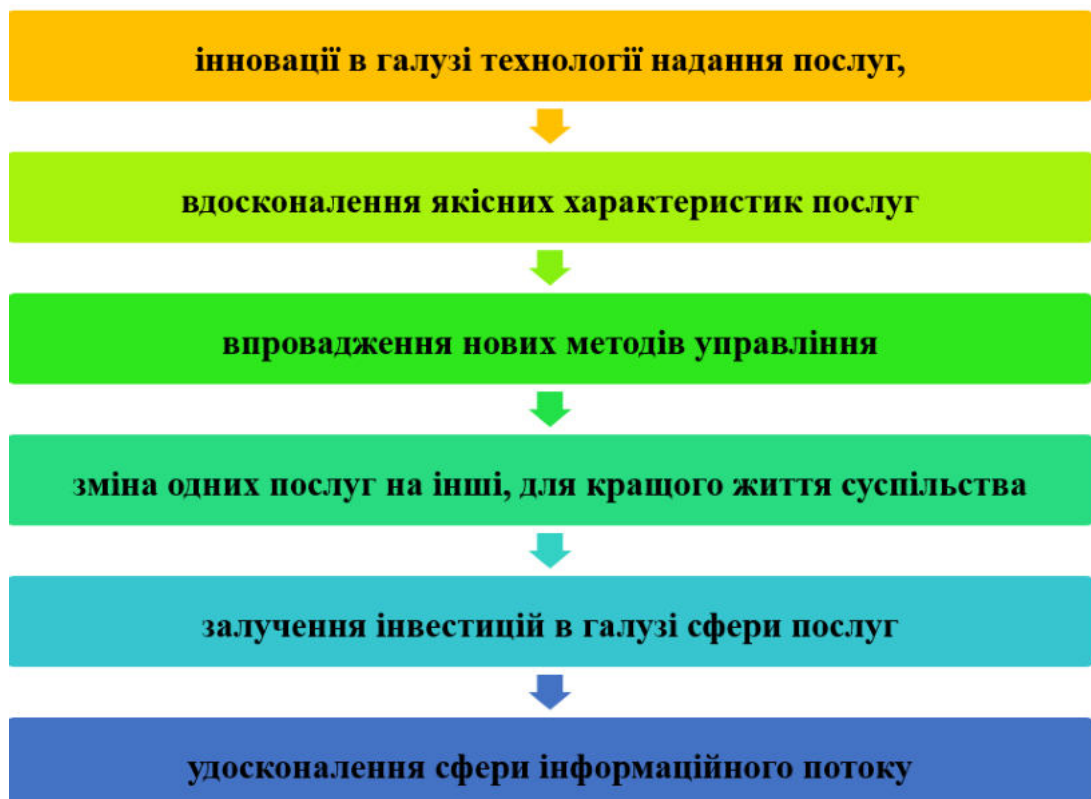 інновації в галузі технології надання послуг,
вдосконалення якісних характеристик послуг
впровадження нових методів управління
зміна одних послуг на інші, для кращого життя суспільства
залучення інвестицій в галузі сфери послуг
удосконалення сфери інформаційного потоку